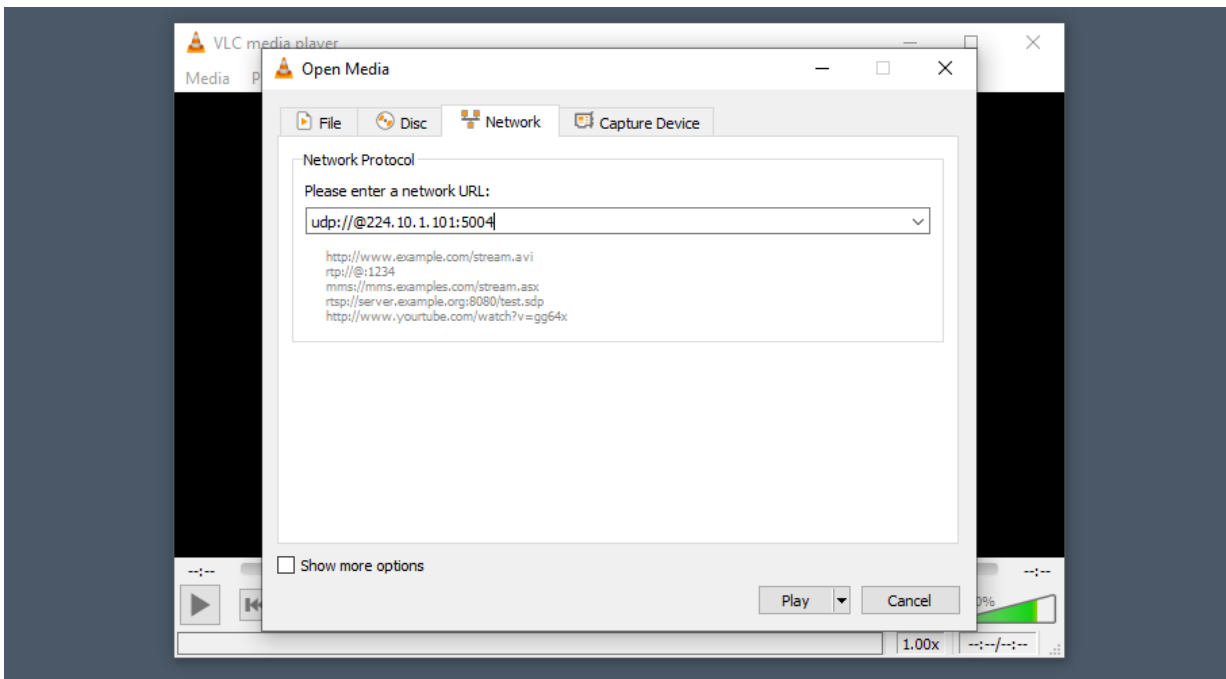 VLC media player
Media P
Open Media
File Disc Network Capture Device
Network Protocol
Please enter a network URL:
udp://@224.10.1.101:5004
http://www.example.com/stream.avi
rtp://@:1234
mms://mms.examples.com/stream.asx
rtsp://server.example.org:8080/test.sdp
http://www.yourtube.com/watch?v=gg64x
Show more options
--:-- --:--
Play Cancel
0%
1.00x --:--/--:--